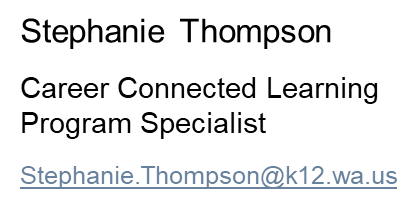 Stephanie Thompson
Career Connected Learning
Program Specialist
Stephanie.Thompson@k12.wa.us